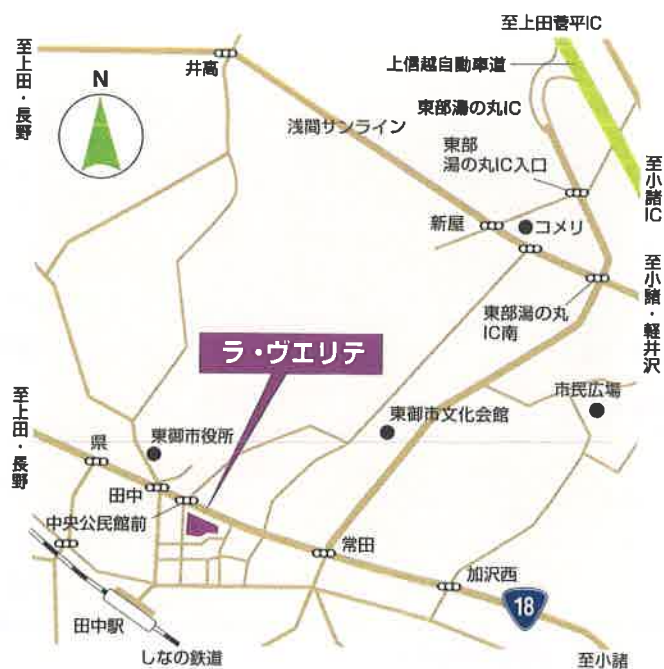 至上田菅平IC
至上田・長野
井高
上信越自動車道
N
東部湯の丸IC
浅間サンライン
東部
湯の丸IC入口
至小諸IC
新屋
コメリ
至小諸・軽井沢
東部湯の丸
IC南
ラ・ヴエリテ
市民広場
至上田・長野
東御市文化会館
県
東御市役所
田中
中央公民館前
常田
加沢西
18
田中駅
しなの鉄道
至小諸